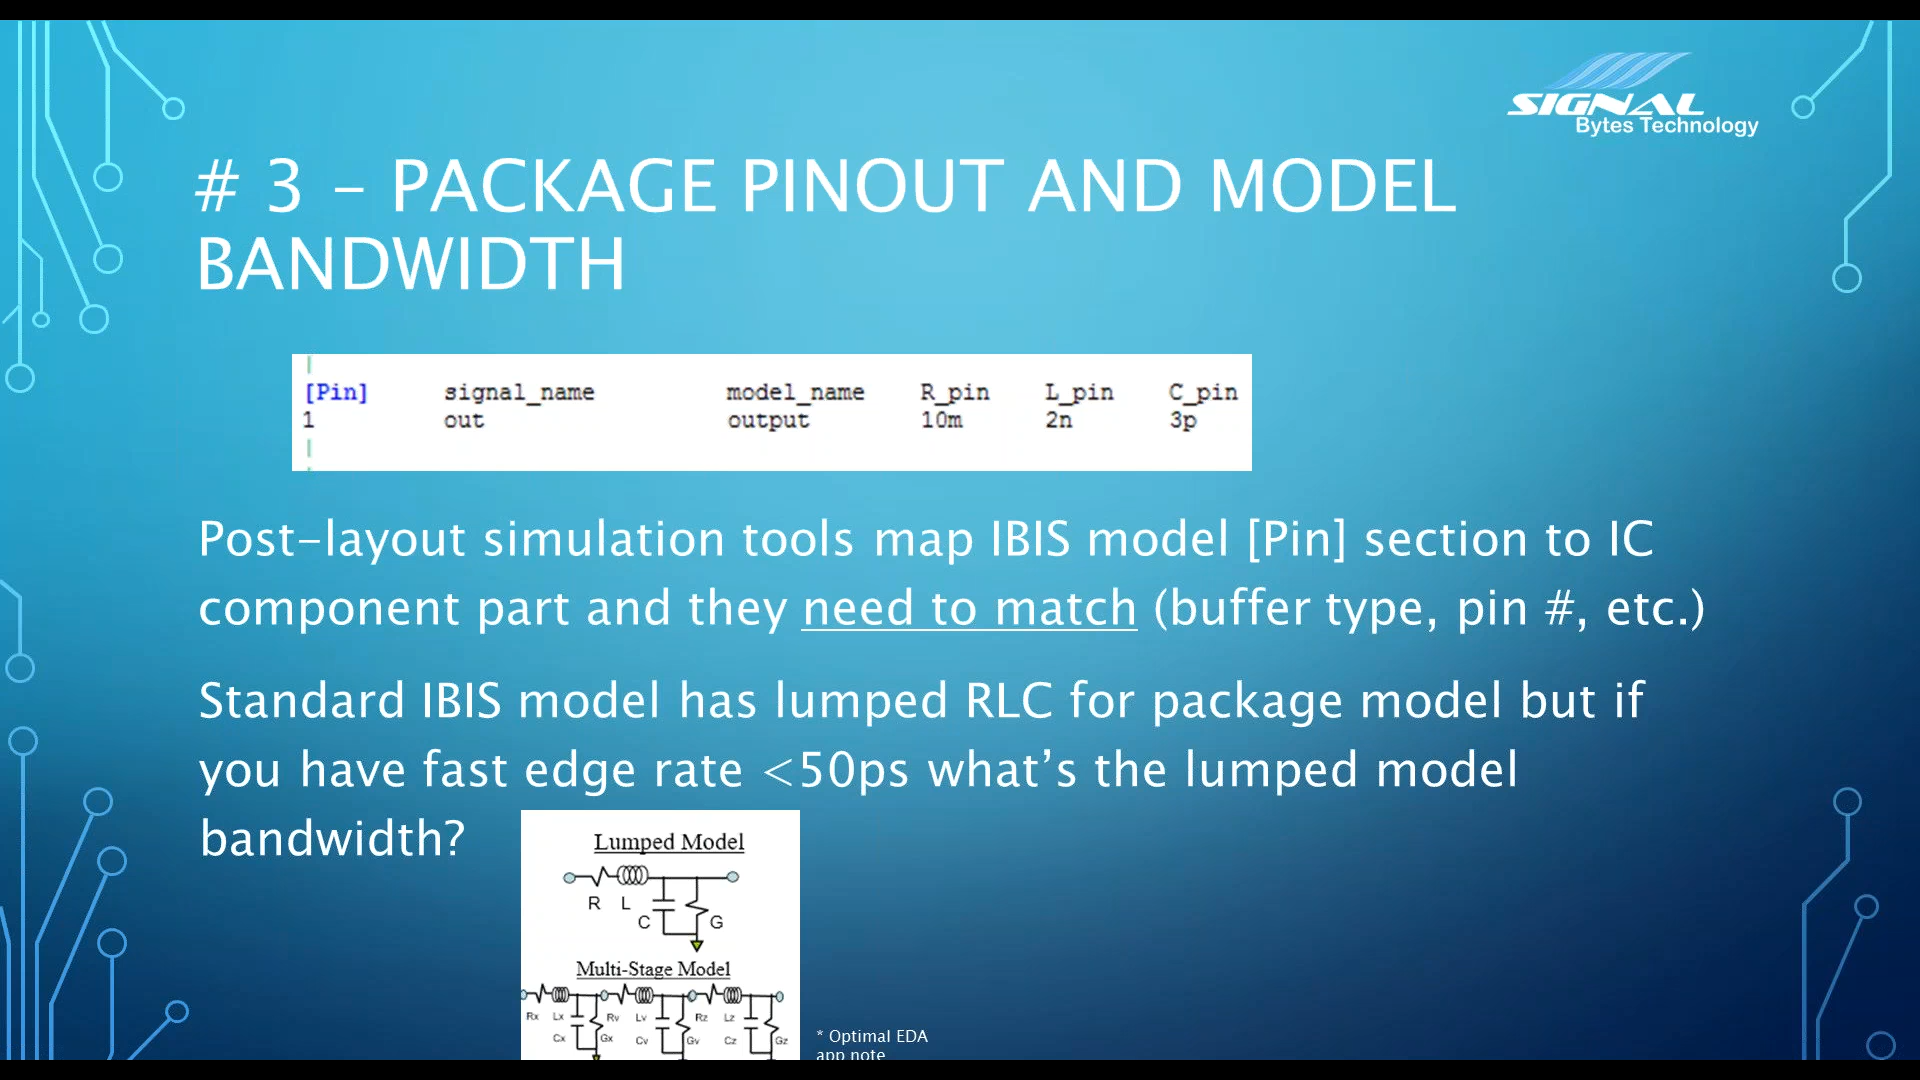 SIGNAL
Bytes Technology
# 3 – PACKAGE PINOUT AND MODEL
BANDWIDTH
[Pin] signal_name model_name R_pin L_pin C_pin
1 out output 10m 2n 3p
Post-layout simulation tools map IBIS model [Pin] section to IC
component part and they need to match (buffer type, pin #, etc.)
Standard IBIS model has lumped RLC for package model but if
you have fast edge rate <50ps what's the lumped model
bandwidth?
Lumped Model
R L
C G
Multi-Stage Model
Rx Lx Rv Lv Rz Lz
Cx Gx Cv Gv Cz Gz
* Optimal EDA
app note